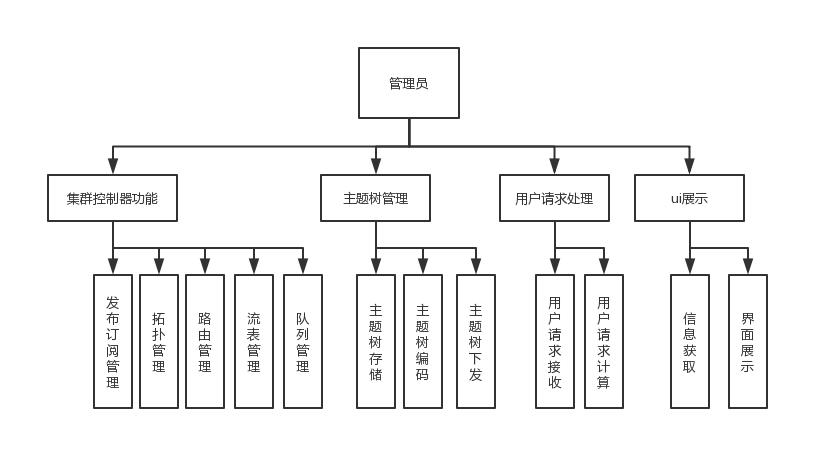 管理员
集群控制器功能
主题树管理
用户请求处理
ui展示
发布订阅管理
拓扑管理
路由管理
流表管理
队列管理
主题树存储
主题树编码
主题树下发
用户请求接收
用户请求计算
信息获取
界面展示